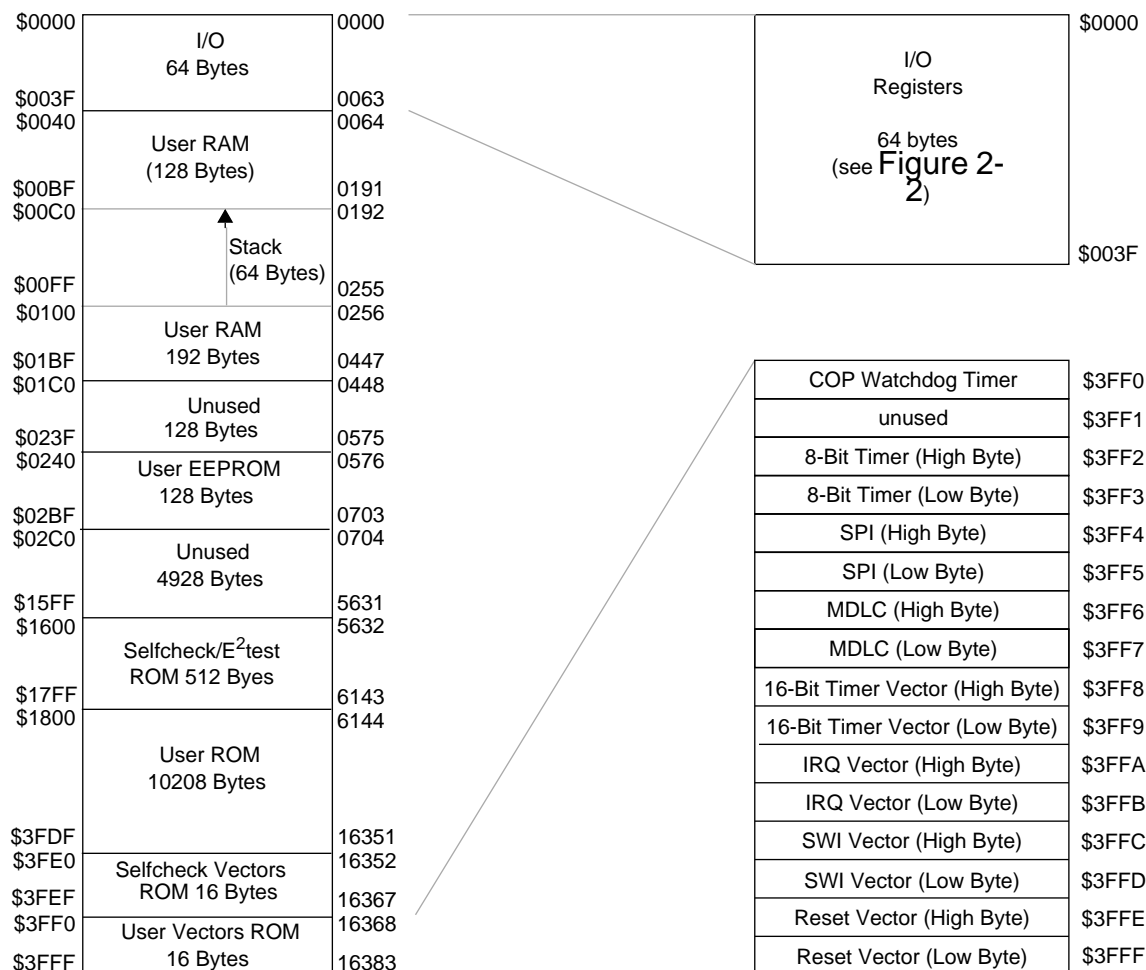 $0000 0000
I/O
64 Bytes
$003F 0063
$0040 0064
User RAM
(128 Bytes)
$00BF 0191
$00C0 0192
Stack
(64 Bytes)
$00FF 0255
$0100 0256
User RAM
192 Bytes
$01BF 0447
$01C0 0448
Unused
128 Bytes
$023F 0575
$0240 0576
User EEPROM
128 Bytes
$02BF 0703
$02C0 0704
Unused
4928 Bytes
$15FF 5631
$1600 5632
Selfcheck/E2test
ROM 512 Byes
$17FF 6143
$1800 6144
User ROM
10208 Bytes
$3FDF 16351
$3FE0 16352
Selfcheck Vectors
ROM 16 Bytes
$3FEF 16367
$3FF0 16368
User Vectors ROM
16 Bytes
$3FFF 16383
$0000
I/O
Registers
64 bytes
(see Figure 2-
2)
$003F
COP Watchdog Timer $3FF0
unused $3FF1
8-Bit Timer (High Byte) $3FF2
8-Bit Timer (Low Byte) $3FF3
SPI (High Byte) $3FF4
SPI (Low Byte) $3FF5
MDLC (High Byte) $3FF6
MDLC (Low Byte) $3FF7
16-Bit Timer Vector (High Byte) $3FF8
16-Bit Timer Vector (Low Byte) $3FF9
IRQ Vector (High Byte) $3FFA
IRQ Vector (Low Byte) $3FFB
SWI Vector (High Byte) $3FFC
SWI Vector (Low Byte) $3FFD
Reset Vector (High Byte) $3FFE
Reset Vector (Low Byte) $3FFF